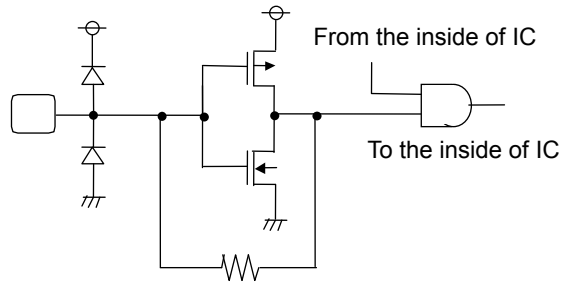 From the inside of IC
To the inside of IC